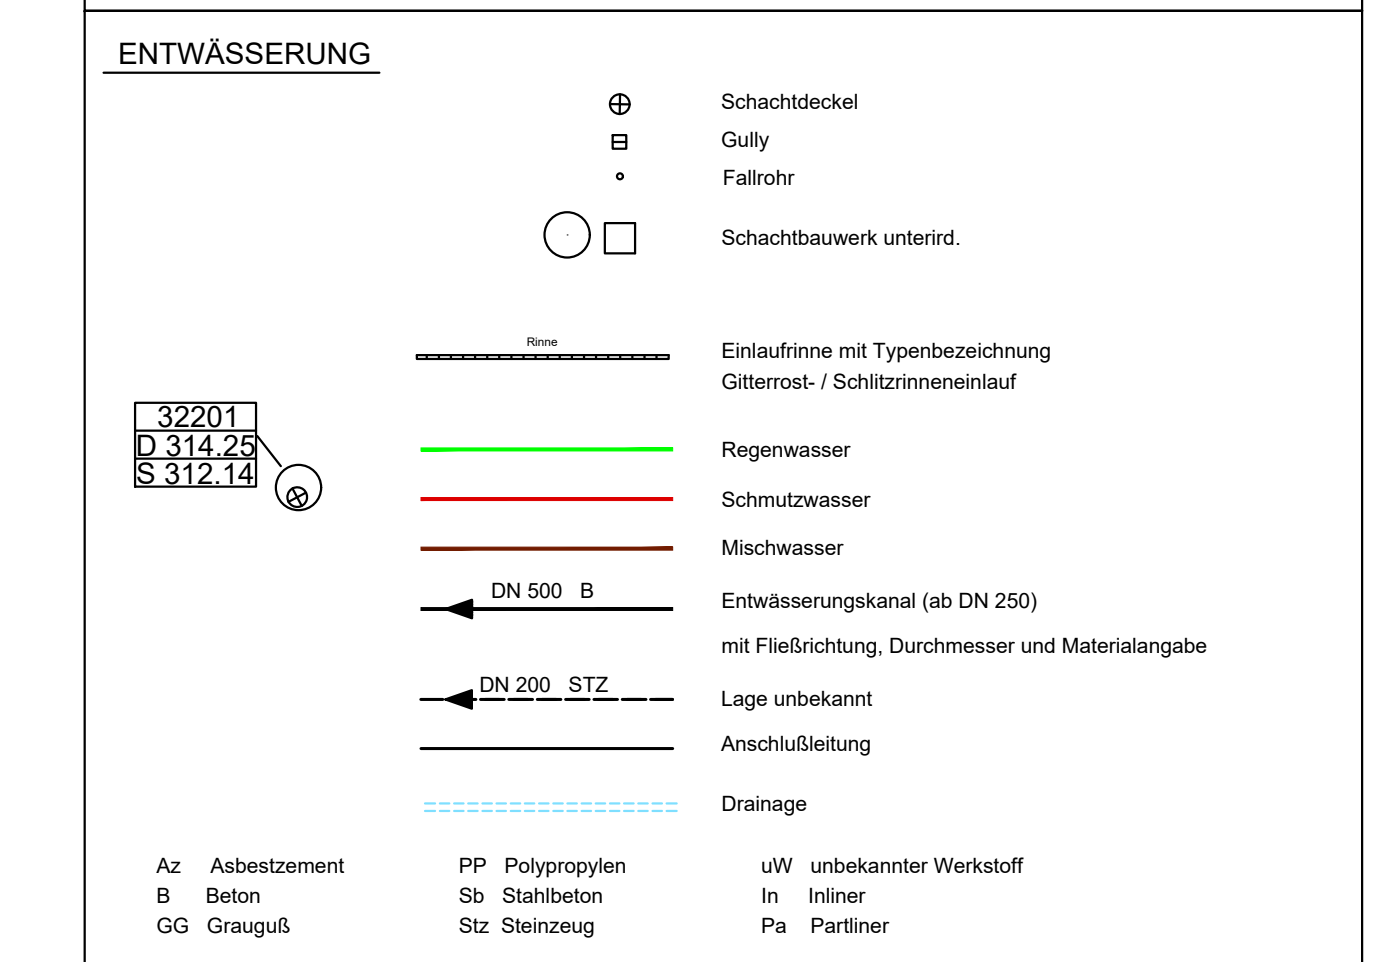 ENTWÄSSERUNG
Schachtdeckel
Gully
Fallrohr
Schachtbauwerk unterird.
Rinne
Einlaufrinne mit Typenbezeichnung
Gitterrost- / Schlitzrinneneinlauf
32201
D 314.25
S 312.14
Regenwasser
Schmutzwasser
Mischwasser
DN 500 B
Entwässerungskanal (ab DN 250)
mit Fließrichtung, Durchmesser und Materialangabe
DN 200 STZ
Lage unbekannt
Anschlußleitung
Drainage
Az Asbestzement
B Beton
GG Grauguß
PP Polypropylen
Sb Stahlbeton
Stz Steinzeug
uW unbekannter Werkstoff
In Inliner
Pa Partliner